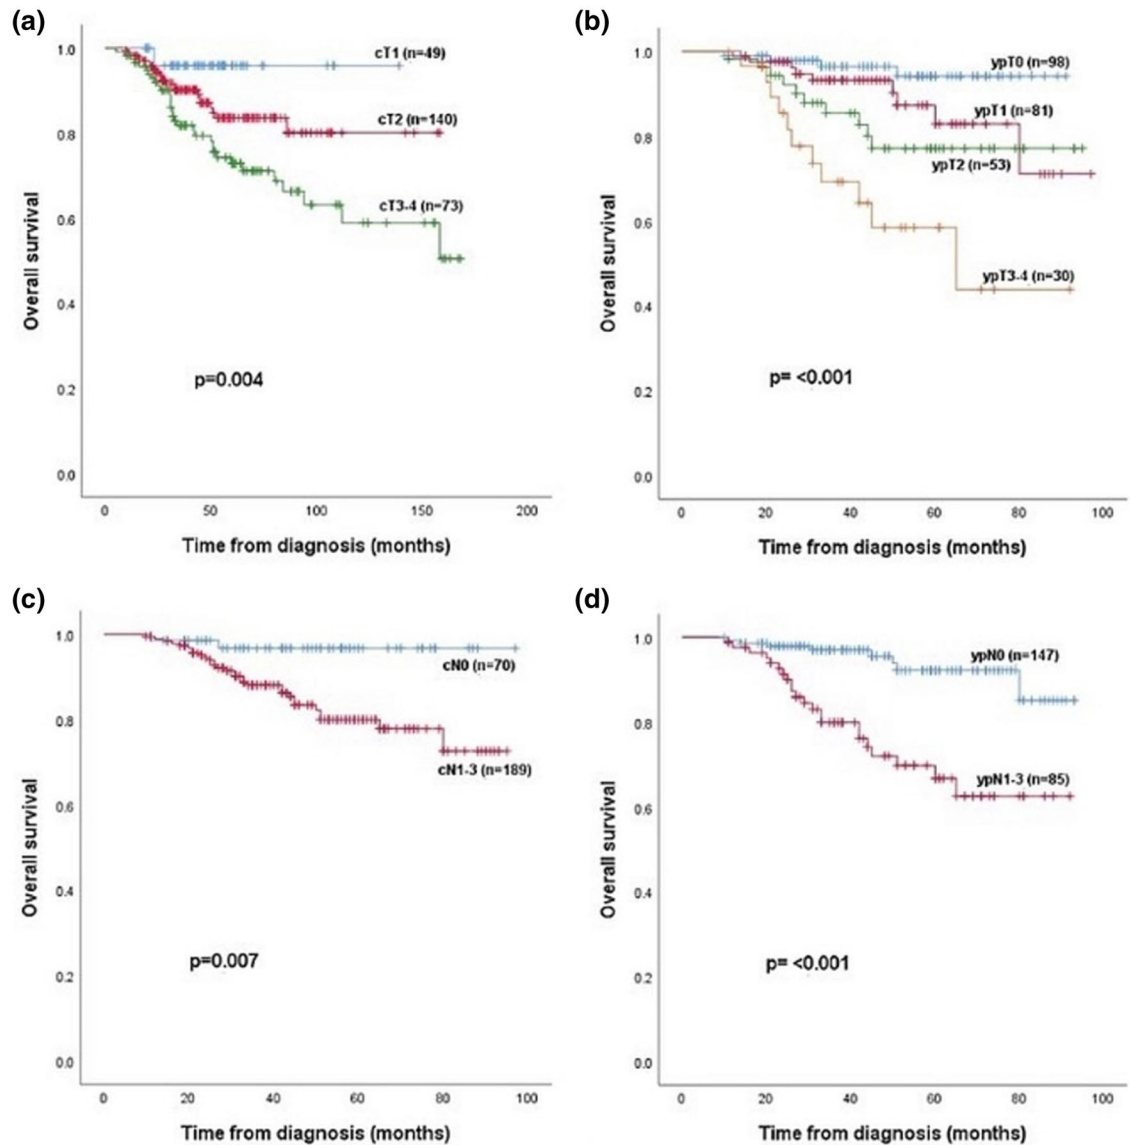 (a)
1.0
0.8
0.6
0.4
0.2
0.0
Overall survival
cT1 (n=49)
cT2 (n=140)
cT3-4 (n=73)
p=0.004
0 50 100 150 200
Time from diagnosis (months)
(b)
1.0
0.8
0.6
0.4
0.2
0.0
Overall survival
ypT0 (n=98)
ypT1 (n=81)
ypT2 (n=53)
ypT3-4 (n=30)
p= <0.001
0 20 40 60 80 100
Time from diagnosis (months)
(c)
1.0
0.8
0.6
0.4
0.2
0.0
Overall survival
cN0 (n=70)
cN1-3 (n=189)
p=0.007
0 20 40 60 80 100
Time from diagnosis (months)
(d)
1.0
0.8
0.6
0.4
0.2
0.0
Overall survival
ypN0 (n=147)
ypN1-3 (n=85)
p= <0.001
0 20 40 60 80 100
Time from diagnosis (months)